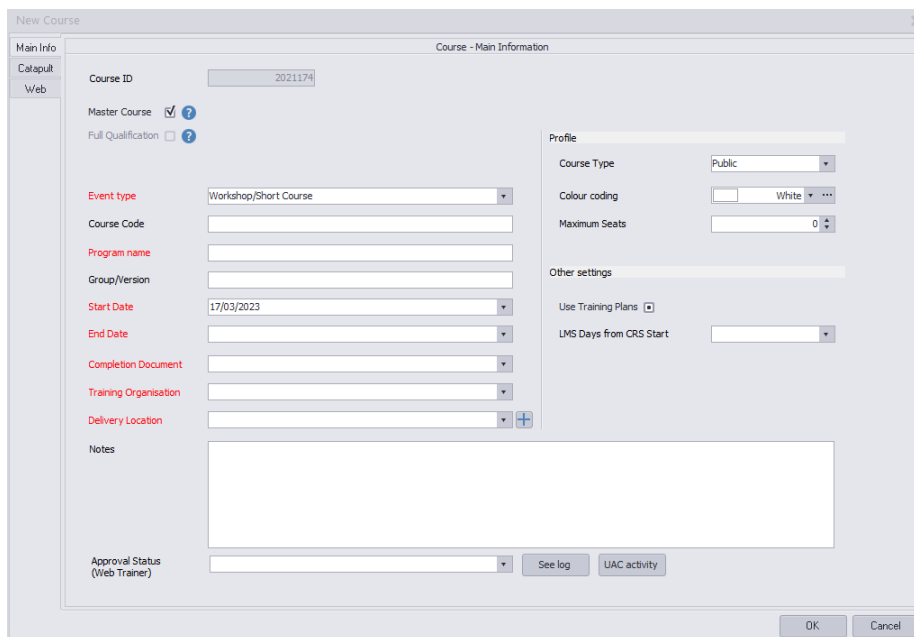 New Course
Main Info
Catapult
Web
Course - Main Information
Course ID 2021174
Master Course ?
Full Qualification ?
Profile
Course Type Public
Event type Workshop/Short Course
Colour coding White ...
Course Code
Maximum Seats 0
Program name
Group/Version
Other settings
Start Date 17/03/2023
Use Training Plans
End Date
LMS Days from CRS Start
Completion Document
Training Organisation
Delivery Location
Notes
Approval Status
(Web Trainer)
See log
UAC activity
OK
Cancel